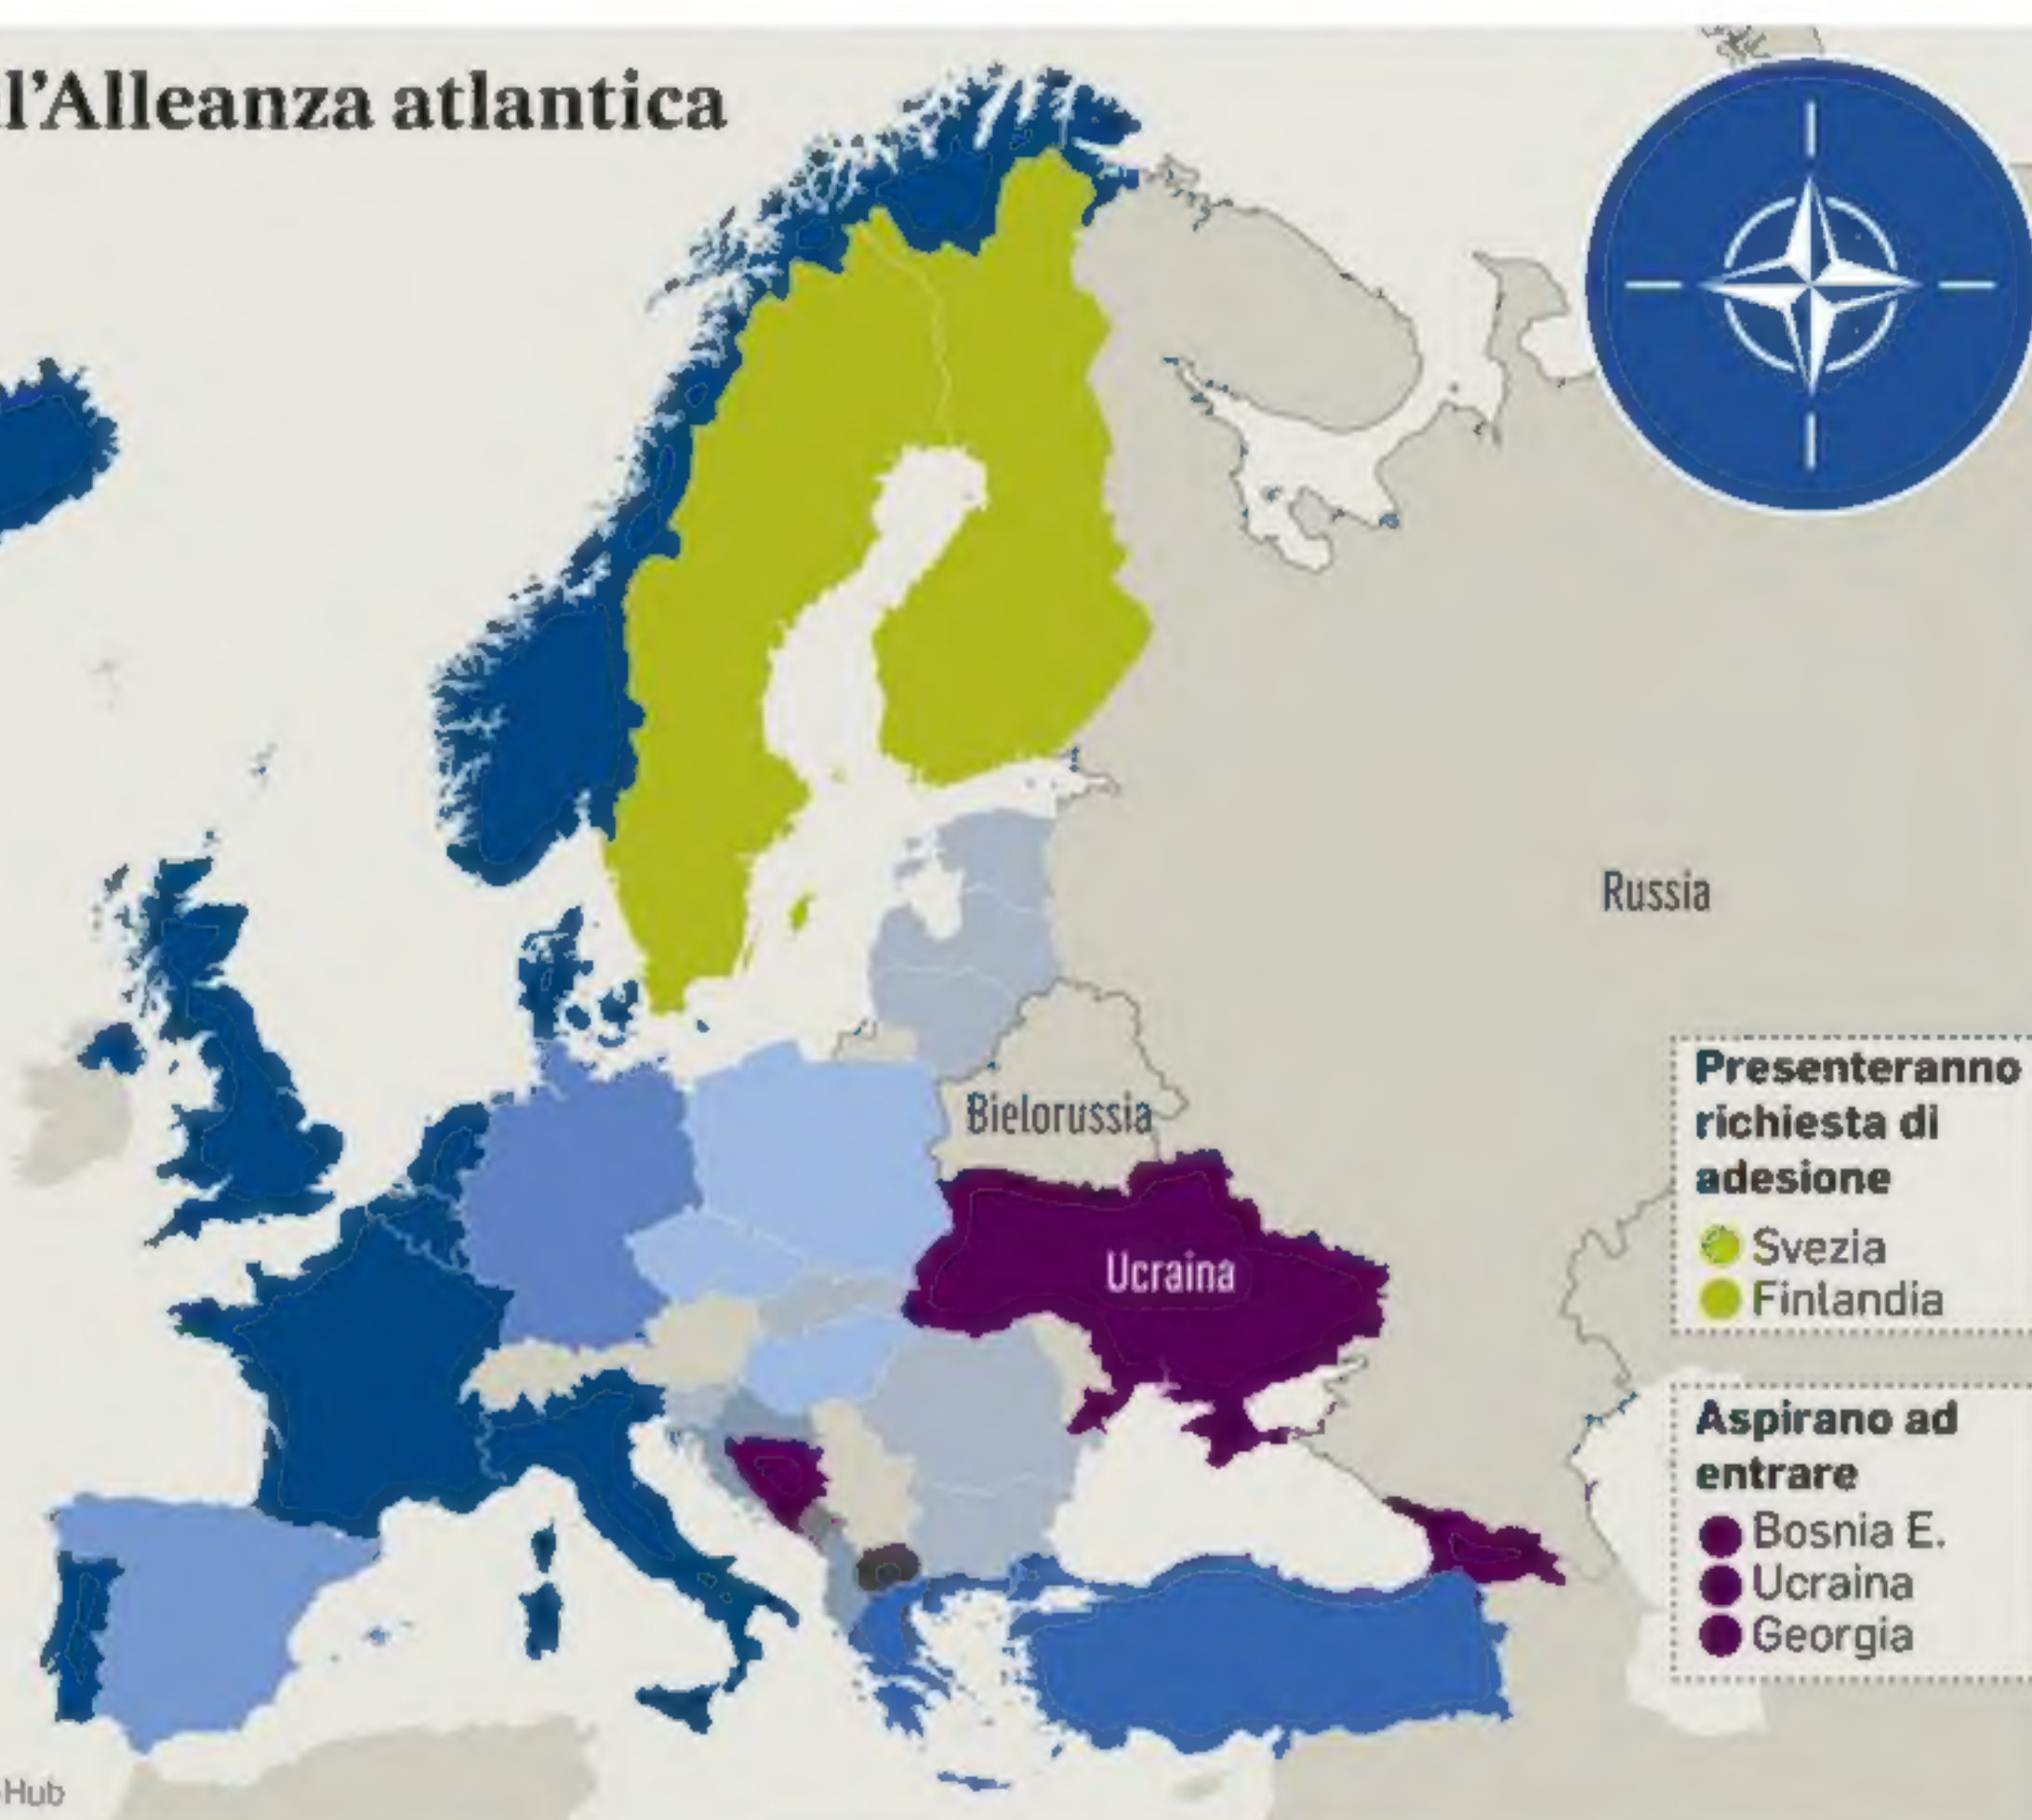 l'Alleanza atlantica
Russia
Bielorussia
Ucraina
Presenteranno
richiesta di
adesione
Svezia
Finlandia
Aspirano ad
entrare
Bosnia E.
Ucraina
Georgia
Hub